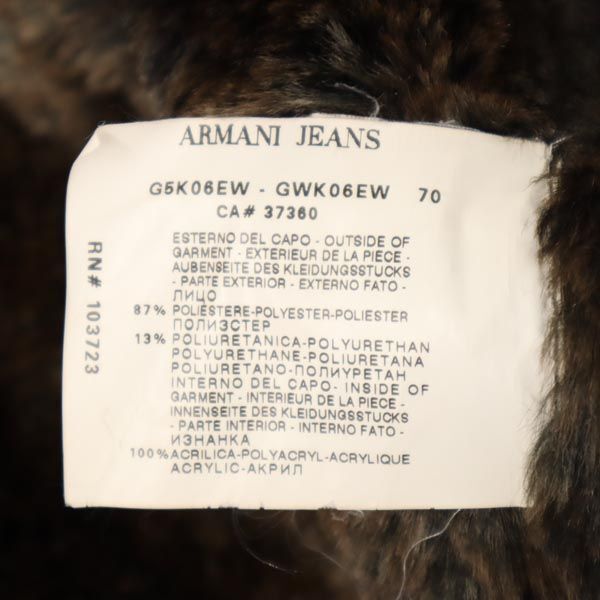 ARMANI JEANS
G5K06EW - GWK06EW 70
CA# 37360
RN# 103723
ESTERNO DEL CAPO - OUTSIDE OF
GARMENT - EXTERIEUR DE LA PIECE -
AUBENSEITE DES KLEIDUNGSSTUCKS
- PARTE EXTERIOR - EXTERNO FATO -
ЛИЦО
87% POLIESTERE-POLYESTER-POLIESTER
ПОЛИЭСТЕР
13% POLIURETANICA-POLYURETHAN
POLYURETHANE-POLIURETANA
POLIURETANO-ПОЛИУРЕТАН
INTERNO DEL CAPO - INSIDE OF
GARMENT - INTERIEUR DE LA PIECE -
INNENSEITE DES KLEIDUNGSSTUCKS
- PARTE INTERIOR - INTERNO FATO -
ИЗНАНКА
100% ACRILICA-POLYACRYL-ACRYLIQUE
ACRYLIC-АКРИЛ